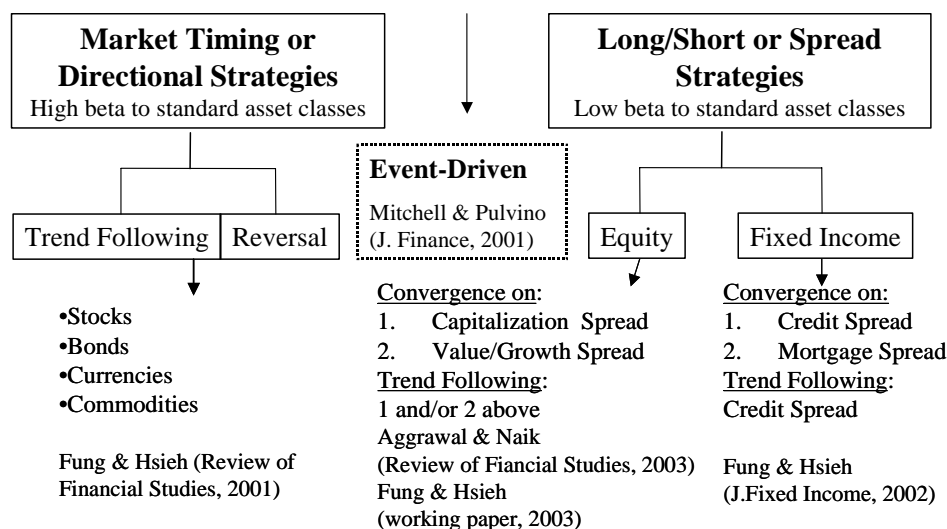 Market Timing or
Directional Strategies
High beta to standard asset classes
Long/Short or Spread
Strategies
Low beta to standard asset classes
Event-Driven
Mitchell & Pulvino
(J. Finance, 2001)
Trend Following
Reversal
Equity
Fixed Income
•Stocks
•Bonds
•Currencies
•Commodities
Fung & Hsieh (Review of
Financial Studies, 2001)
Convergence on:
1. Capitalization Spread
2. Value/Growth Spread
Trend Following:
1 and/or 2 above
Aggrawal & Naik
(Review of Fiancial Studies, 2003)
Fung & Hsieh
(working paper, 2003)
Convergence on:
1. Credit Spread
2. Mortgage Spread
Trend Following:
Credit Spread
Fung & Hsieh
(J.Fixed Income, 2002)